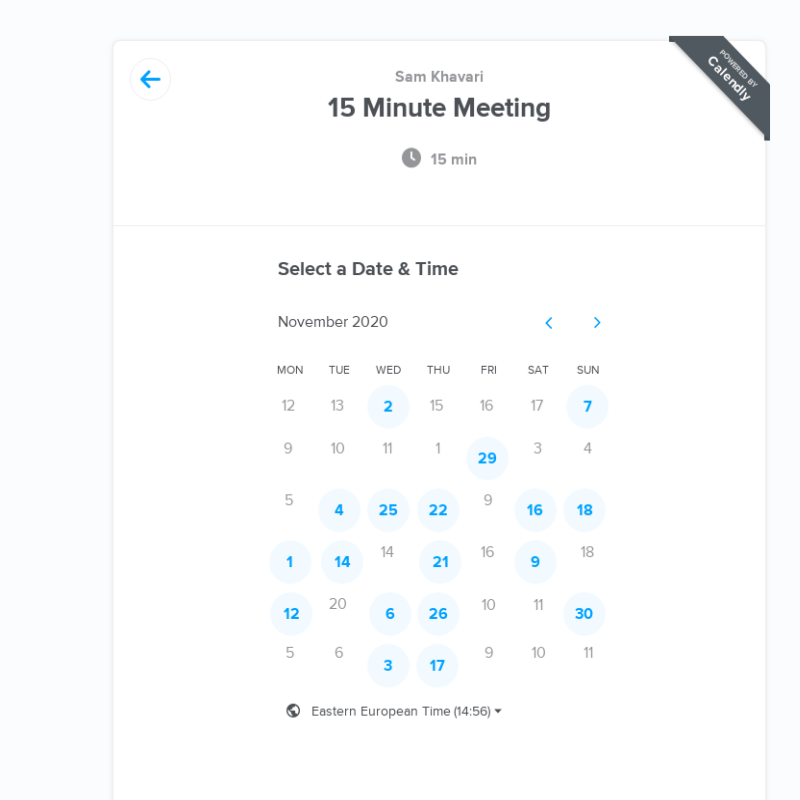 POWERED BY
Calendly
Sam Khavari
15 Minute Meeting
15 min
Select a Date & Time
November 2020
MON TUE WED THU FRI SAT SUN
12 13 2 15 16 17 7
9 10 11 1 29 3 4
5 4 25 22 9 16 18
1 14 14 21 16 9 18
12 20 6 26 10 11 30
5 6 3 17 9 10 11
Eastern European Time (14:56)